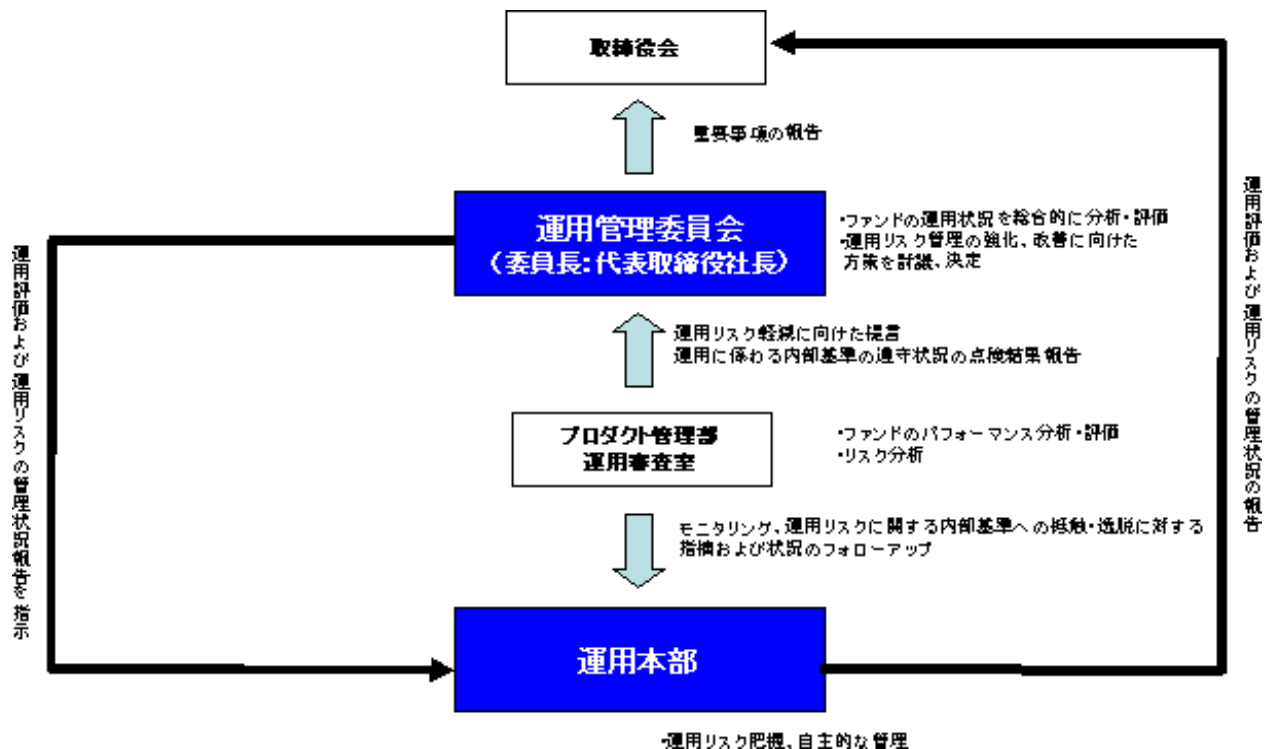 取締役会
重要事項の報告
運用管理委員会
（委員長：代表取締役社長）
・ファンドの運用状況を総合的に分析・評価
・運用リスク管理の強化、改善に向けた
方策を討議、決定
運用リスク軽減に向けた提言
運用に係わる内部基準の遵守状況の点検結果報告
プロダクト管理部
運用審査室
・ファンドのパフォーマンス分析・評価
・リスク分析
モニタリング、運用リスクに関する内部基準への抵触・逸脱に対する
指摘および状況のフォローアップ
運用本部
・運用リスク把握、自主的な管理
運用評価および運用リスクの管理状況報告を指示
運用評価および運用リスクの管理状況の報告